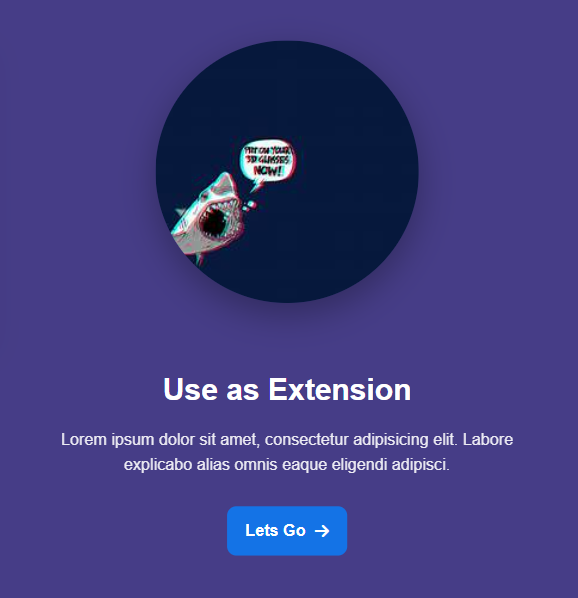 PUT ON YOUR
3D GLASSES
NOW!
Use as Extension
Lorem ipsum dolor sit amet, consectetur adipisicing elit. Labore
explicabo alias omnis eaque eligendi adipisci.
Lets Go